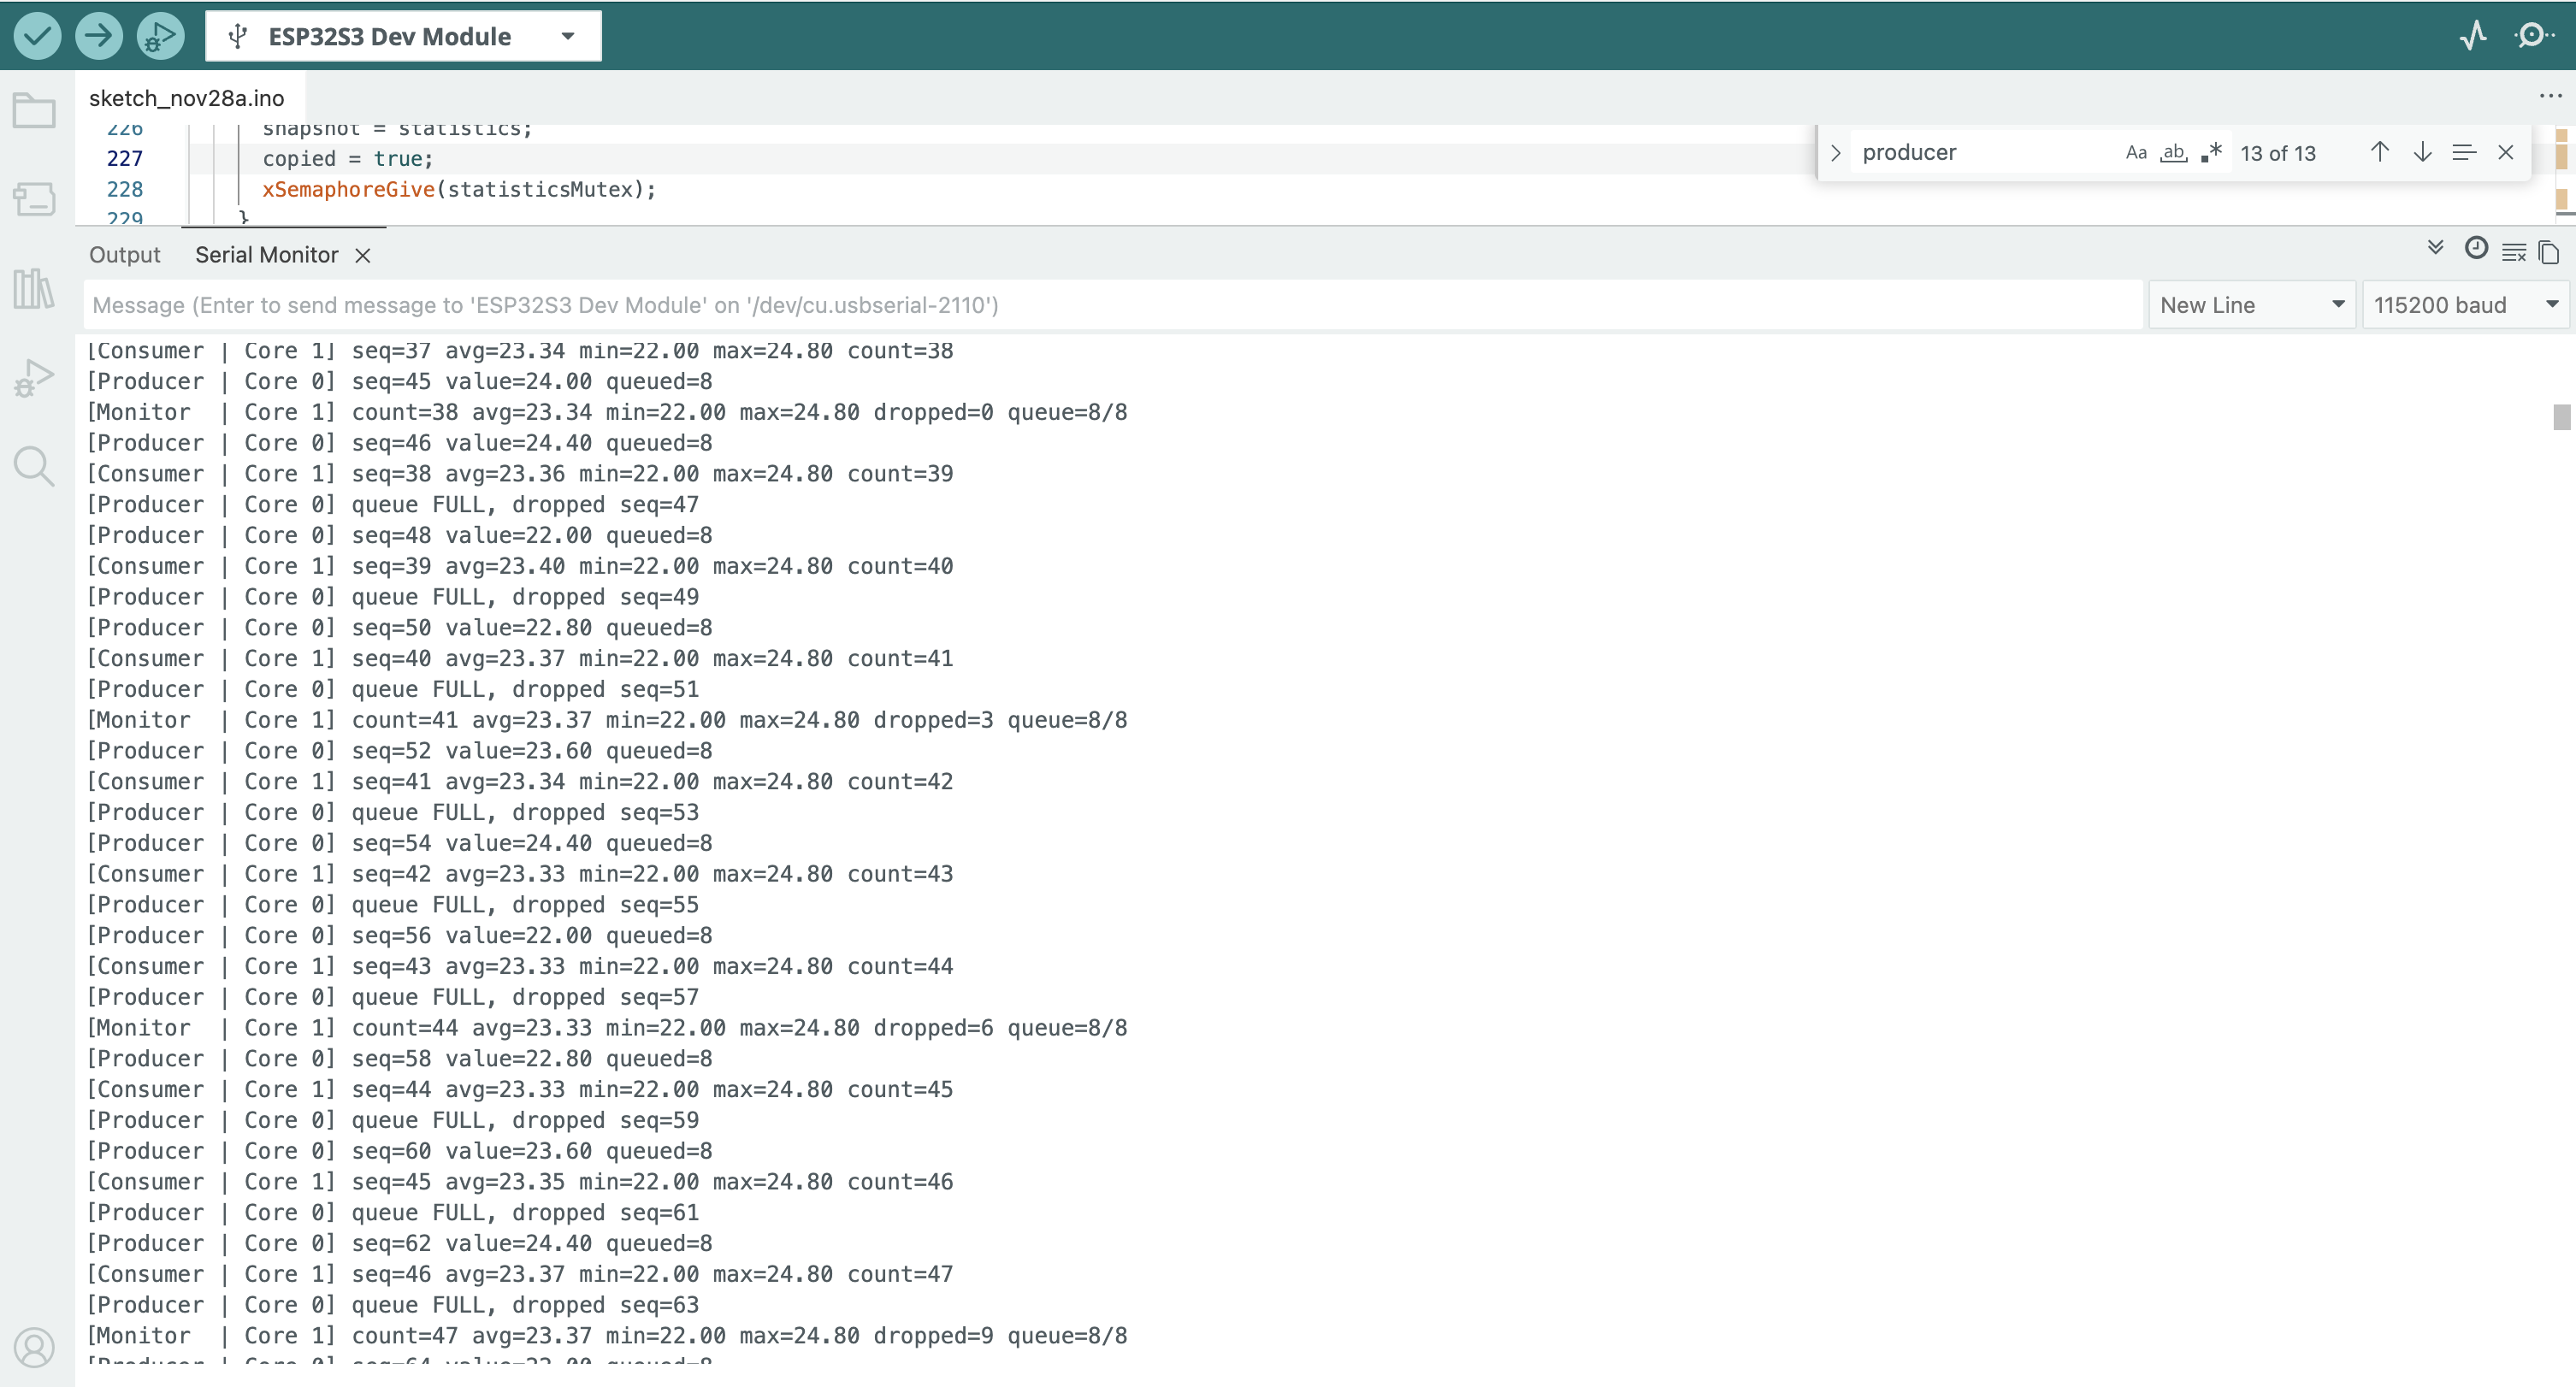 ESP32S3 Dev Module
sketch_nov28a.ino
226 snapshot = statistics;
227 copied = true;
228 xSemaphoreGive(statisticsMutex);
229 }
producer Aa ab .* 13 of 13
Output Serial Monitor
Message (Enter to send message to 'ESP32S3 Dev Module' on '/dev/cu.usbserial-2110') New Line 115200 baud
[Consumer | Core 1] seq=37 avg=23.34 min=22.00 max=24.80 count=38
[Producer | Core 0] seq=45 value=24.00 queued=8
[Monitor  | Core 1] count=38 avg=23.34 min=22.00 max=24.80 dropped=0 queue=8/8
[Producer | Core 0] seq=46 value=24.40 queued=8
[Consumer | Core 1] seq=38 avg=23.36 min=22.00 max=24.80 count=39
[Producer | Core 0] queue FULL, dropped seq=47
[Producer | Core 0] seq=48 value=22.00 queued=8
[Consumer | Core 1] seq=39 avg=23.40 min=22.00 max=24.80 count=40
[Producer | Core 0] queue FULL, dropped seq=49
[Producer | Core 0] seq=50 value=22.80 queued=8
[Consumer | Core 1] seq=40 avg=23.37 min=22.00 max=24.80 count=41
[Producer | Core 0] queue FULL, dropped seq=51
[Monitor  | Core 1] count=41 avg=23.37 min=22.00 max=24.80 dropped=3 queue=8/8
[Producer | Core 0] seq=52 value=23.60 queued=8
[Consumer | Core 1] seq=41 avg=23.34 min=22.00 max=24.80 count=42
[Producer | Core 0] queue FULL, dropped seq=53
[Producer | Core 0] seq=54 value=24.40 queued=8
[Consumer | Core 1] seq=42 avg=23.33 min=22.00 max=24.80 count=43
[Producer | Core 0] queue FULL, dropped seq=55
[Producer | Core 0] seq=56 value=22.00 queued=8
[Consumer | Core 1] seq=43 avg=23.33 min=22.00 max=24.80 count=44
[Producer | Core 0] queue FULL, dropped seq=57
[Monitor  | Core 1] count=44 avg=23.33 min=22.00 max=24.80 dropped=6 queue=8/8
[Producer | Core 0] seq=58 value=22.80 queued=8
[Consumer | Core 1] seq=44 avg=23.33 min=22.00 max=24.80 count=45
[Producer | Core 0] queue FULL, dropped seq=59
[Producer | Core 0] seq=60 value=23.60 queued=8
[Consumer | Core 1] seq=45 avg=23.35 min=22.00 max=24.80 count=46
[Producer | Core 0] queue FULL, dropped seq=61
[Producer | Core 0] seq=62 value=24.40 queued=8
[Consumer | Core 1] seq=46 avg=23.37 min=22.00 max=24.80 count=47
[Producer | Core 0] queue FULL, dropped seq=63
[Monitor  | Core 1] count=47 avg=23.37 min=22.00 max=24.80 dropped=9 queue=8/8
[Producer | Core 0] seq=64 value=22.00 queued=8